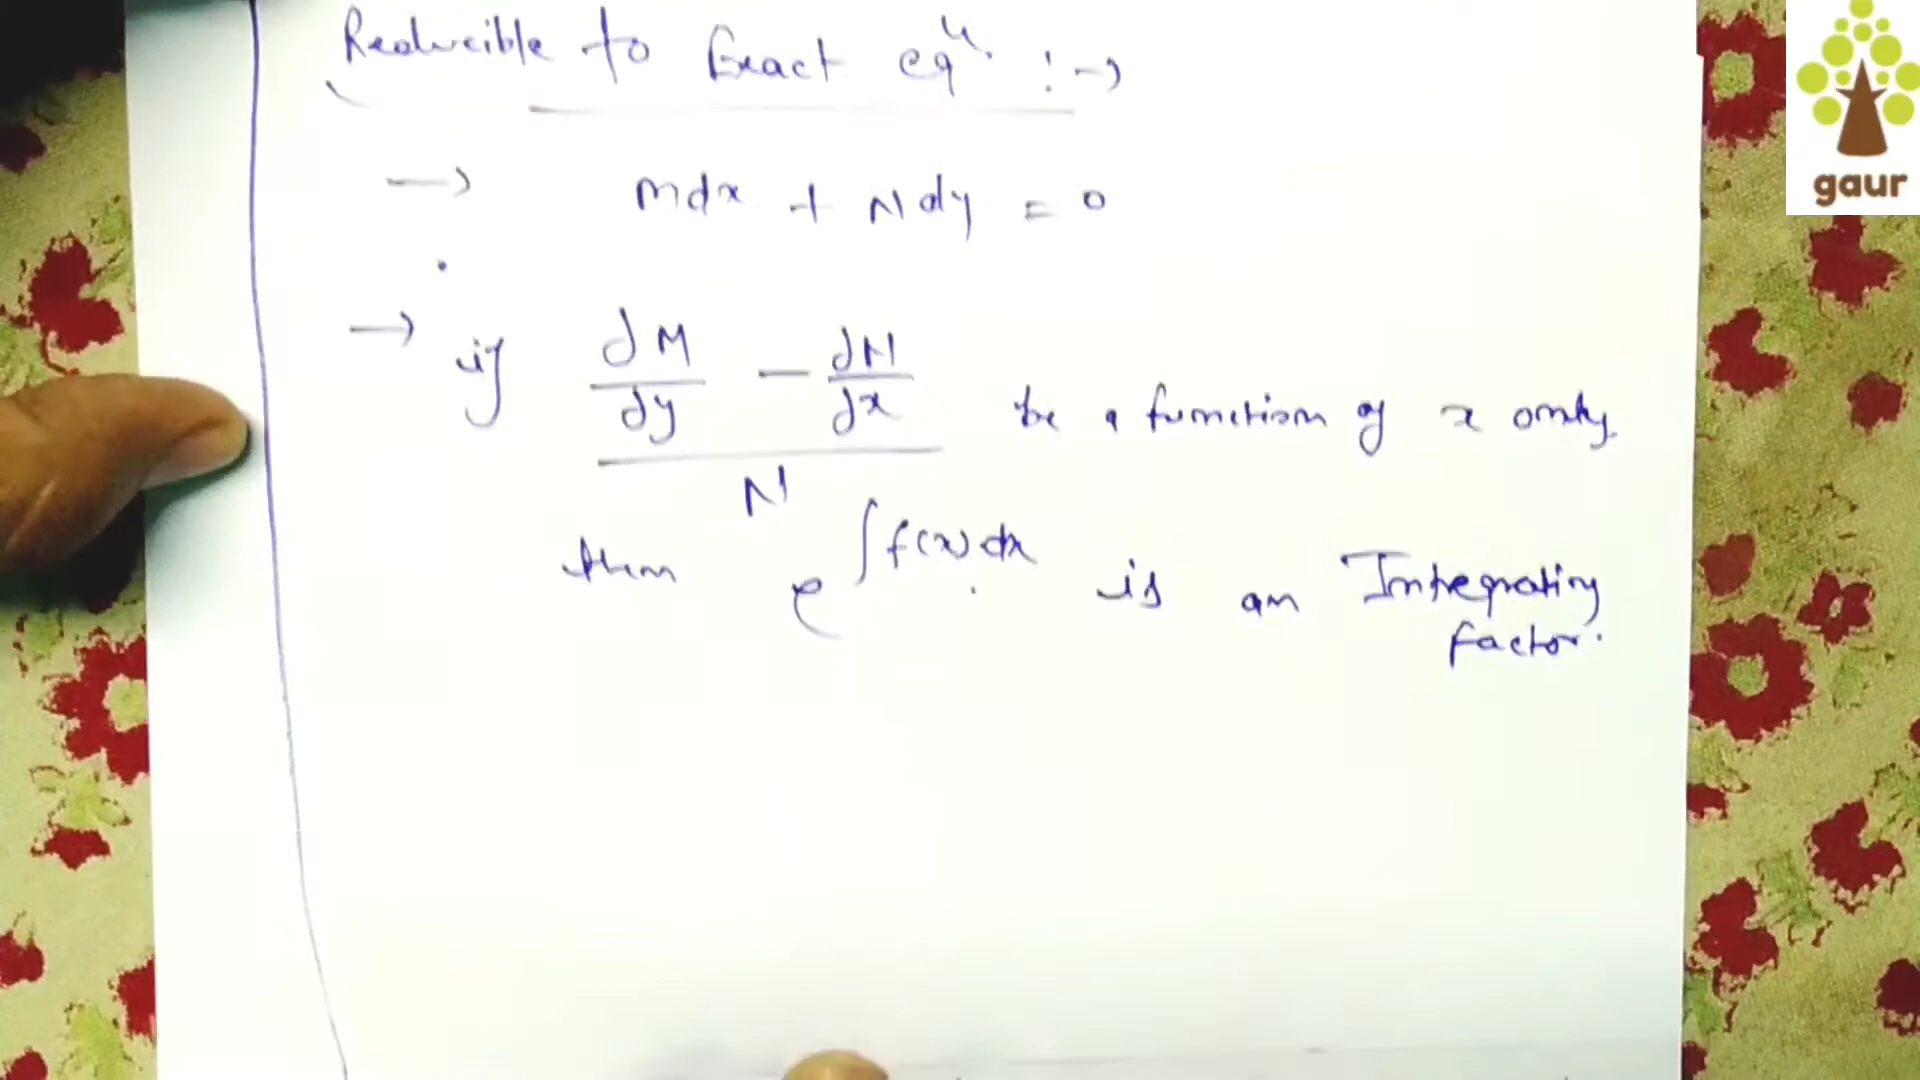 Reducible to Exact eqn. :→
→ Mdx + Ndy = 0
→ if ∂M/∂y − ∂N/∂x / N be a function of x only.
then e^∫f(x)dx is an Integrating
factor.
gaur